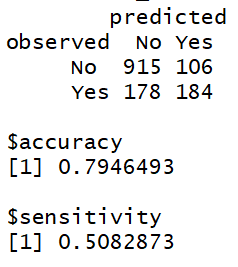 predicted
observed No Yes
No 915 106
Yes 178 184
$accuracy
[1] 0.7946493
$sensitivity
[1] 0.5082873